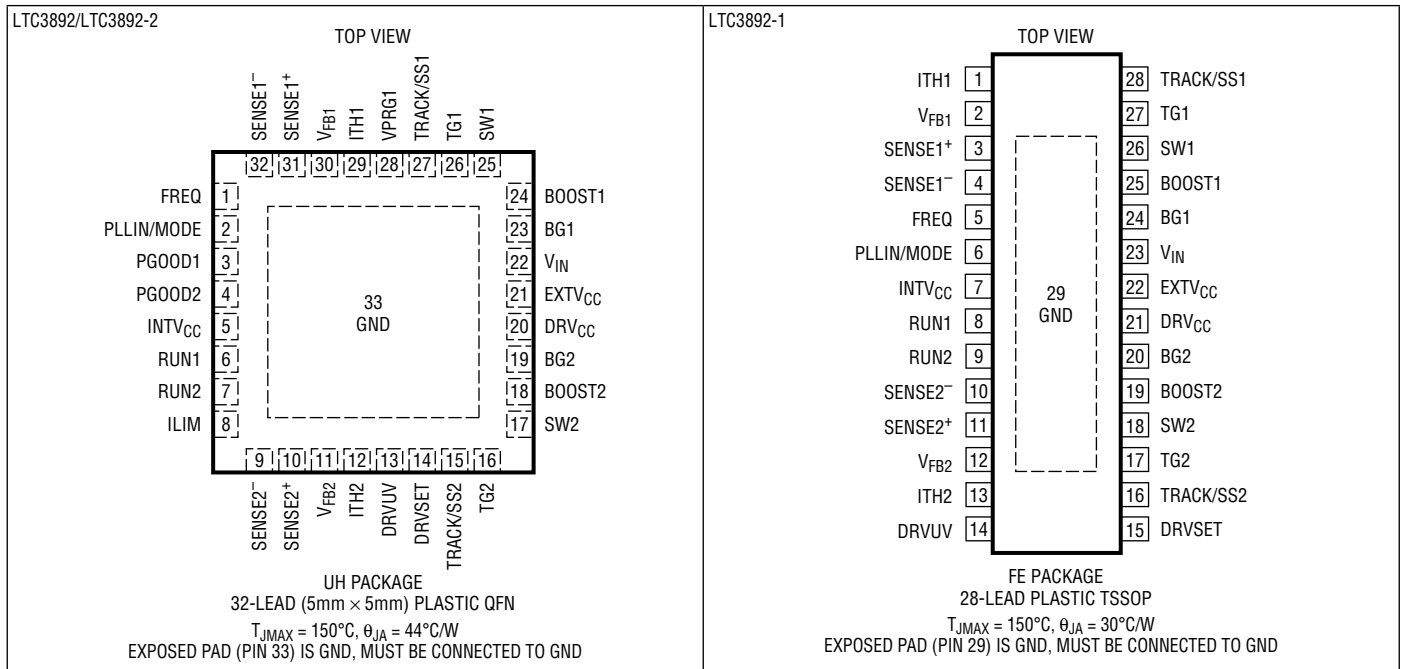 LTC3892/LTC3892-2
TOP VIEW
SENSE1–
SENSE1+
VFB1
ITH1
VPRG1
TRACK/SS1
TG1
SW1
32 31 30 29 28 27 26 25
FREQ 1
PLLIN/MODE 2
PGOOD1 3
PGOOD2 4
INTVCC 5
RUN1 6
RUN2 7
ILIM 8
33
GND
24 BOOST1
23 BG1
22 VIN
21 EXTVCC
20 DRVCC
19 BG2
18 BOOST2
17 SW2
9 10 11 12 13 14 15 16
SENSE2–
SENSE2+
VFB2
ITH2
DRVUV
DRVSET
TRACK/SS2
TG2
UH PACKAGE
32-LEAD (5mm × 5mm) PLASTIC QFN
TJMAX = 150°C, θJA = 44°C/W
EXPOSED PAD (PIN 33) IS GND, MUST BE CONNECTED TO GND
LTC3892-1
TOP VIEW
ITH1 1
VFB1 2
SENSE1+ 3
SENSE1– 4
FREQ 5
PLLIN/MODE 6
INTVCC 7
RUN1 8
RUN2 9
SENSE2– 10
SENSE2+ 11
VFB2 12
ITH2 13
DRVUV 14
29
GND
28 TRACK/SS1
27 TG1
26 SW1
25 BOOST1
24 BG1
23 VIN
22 EXTVCC
21 DRVCC
20 BG2
19 BOOST2
18 SW2
17 TG2
16 TRACK/SS2
15 DRVSET
FE PACKAGE
28-LEAD PLASTIC TSSOP
TJMAX = 150°C, θJA = 30°C/W
EXPOSED PAD (PIN 29) IS GND, MUST BE CONNECTED TO GND